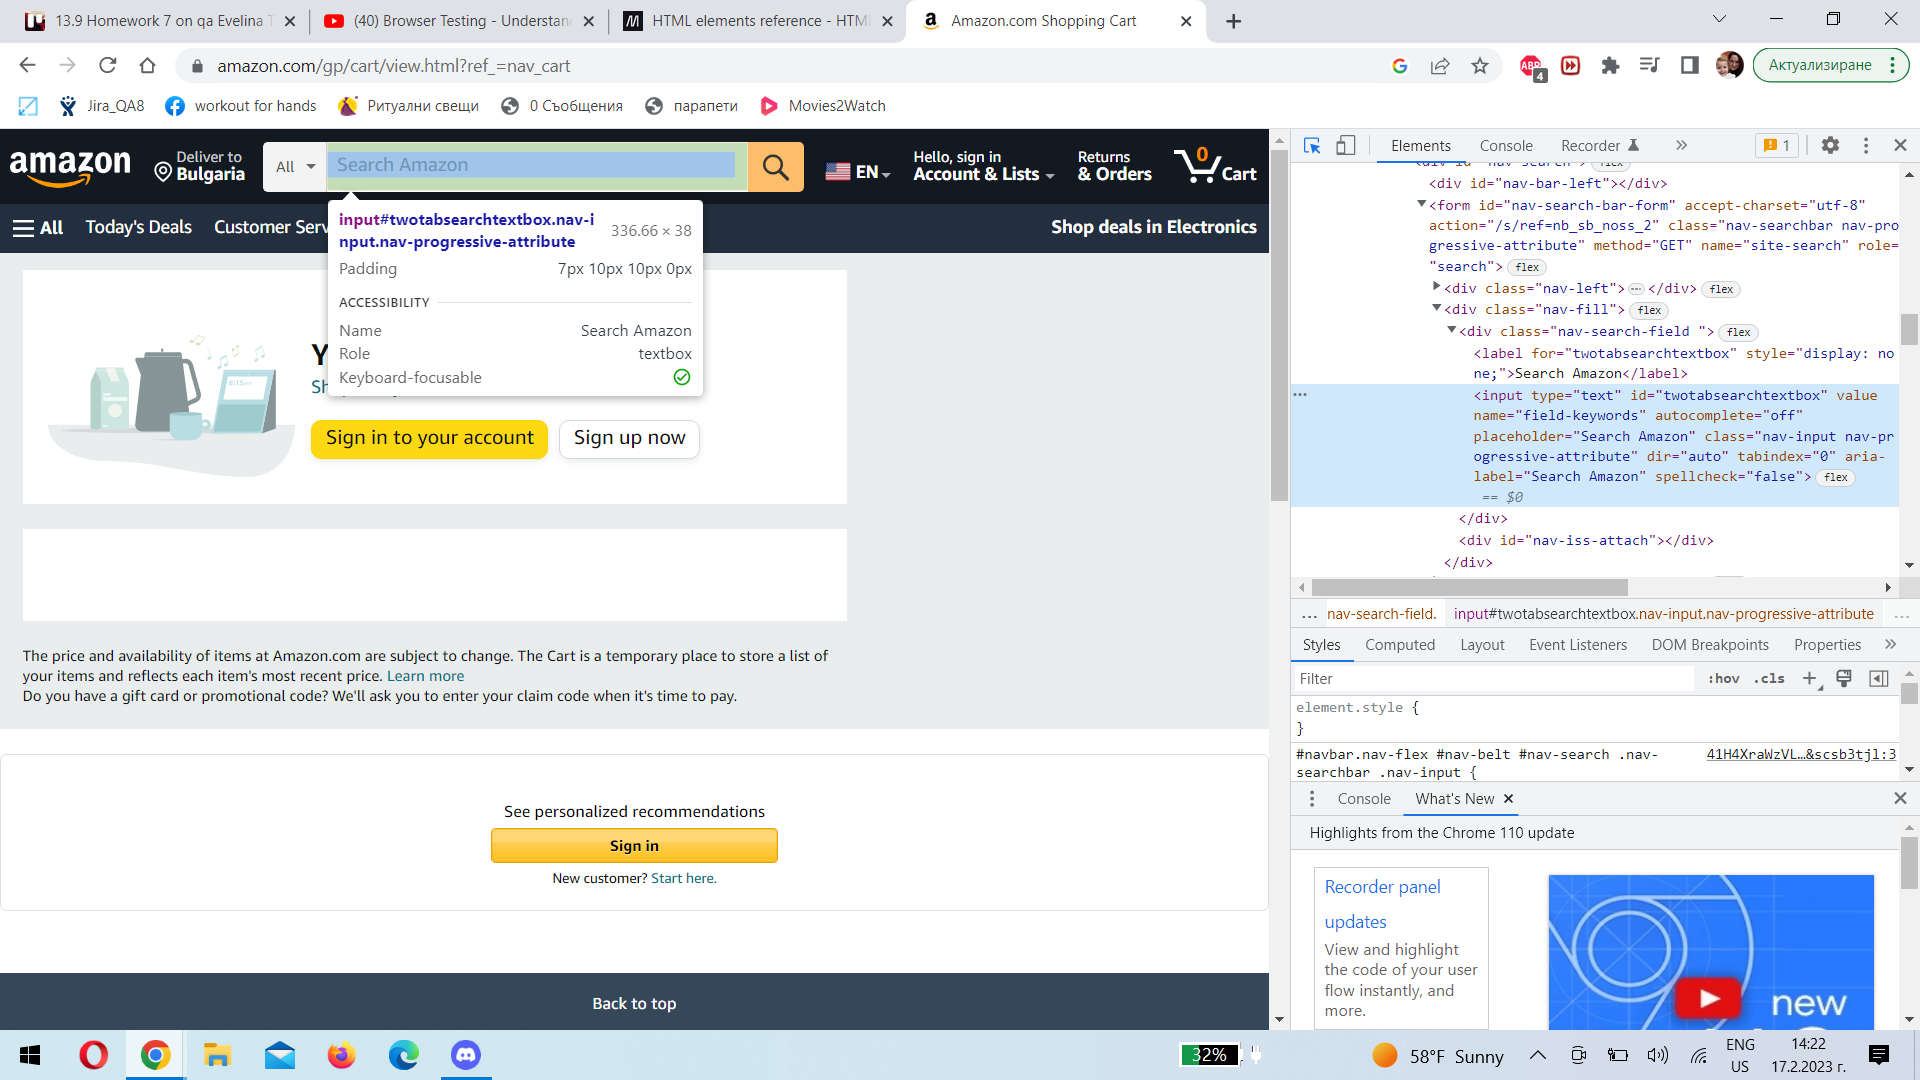 13.9 Homework 7 on qa Evelina T
(40) Browser Testing - Understan
HTML elements reference - HTML
Amazon.com Shopping Cart
amazon.com/gp/cart/view.html?ref_=nav_cart
ABP
4
Актуализиране
Jira_QA8
workout for hands
Ритуални свещи
0 Съобщения
парапети
Movies2Watch
amazon
Deliver to
Bulgaria
All
Search Amazon
EN
Hello, sign in
Account & Lists
Returns
& Orders
0
Cart
All
Today's Deals
Customer Serv
Shop deals in Electronics
input#twotabsearchtextbox.nav-i
nput.nav-progressive-attribute
336.66 × 38
Padding
7px 10px 10px 0px
ACCESSIBILITY
Name
Search Amazon
Role
textbox
Keyboard-focusable
6:15
Y
Sh
Sign in to your account
Sign up now
The price and availability of items at Amazon.com are subject to change. The Cart is a temporary place to store a list of
your items and reflects each item's most recent price. Learn more
Do you have a gift card or promotional code? We'll ask you to enter your claim code when it's time to pay.
See personalized recommendations
Sign in
New customer? Start here.
Back to top
Elements
Console
Recorder
»
1
<div id="nav-search"> flex
<div id="nav-bar-left"></div>
<form id="nav-search-bar-form" accept-charset="utf-8"
action="/s/ref=nb_sb_noss_2" class="nav-searchbar nav-pro
gressive-attribute" method="GET" name="site-search" role=
"search"> flex
<div class="nav-left"> … </div> flex
<div class="nav-fill"> flex
<div class="nav-search-field "> flex
<label for="twotabsearchtextbox" style="display: no
ne;">Search Amazon</label>
<input type="text" id="twotabsearchtextbox" value
name="field-keywords" autocomplete="off"
placeholder="Search Amazon" class="nav-input nav-pr
ogressive-attribute" dir="auto" tabindex="0" aria-
label="Search Amazon" spellcheck="false"> flex
== $0
</div>
<div id="nav-iss-attach"></div>
</div>
... nav-search-field. input#twotabsearchtextbox.nav-input.nav-progressive-attribute ...
Styles
Computed
Layout
Event Listeners
DOM Breakpoints
Properties
»
Filter
:hov
.cls
element.style {
}
#navbar.nav-flex #nav-belt #nav-search .nav-
searchbar .nav-input {
41H4XraWzVL…&scsb3tjl:3
Console
What's New
Highlights from the Chrome 110 update
Recorder panel
updates
View and highlight
the code of your user
flow instantly, and
more.
new
32%
58°F Sunny
ENG
US
14:22
17.2.2023 г.